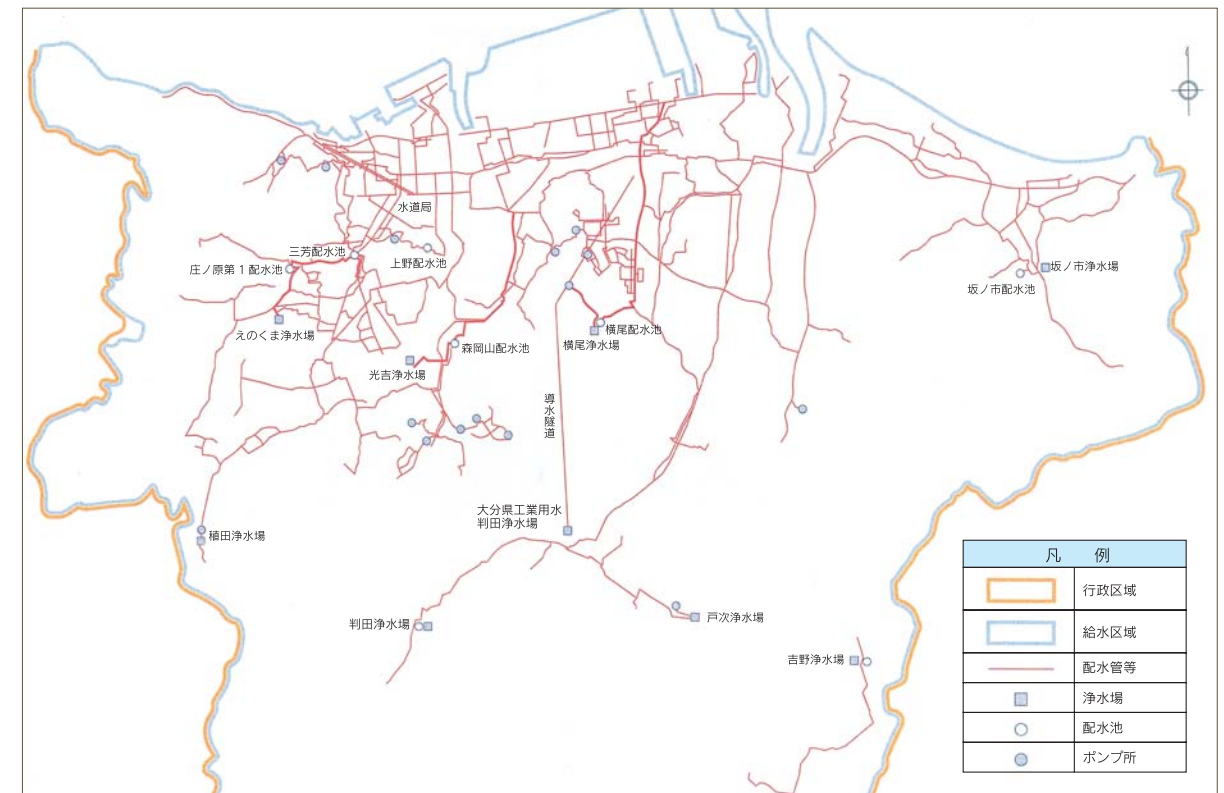 水道局
三芳配水池
上野配水池
庄ノ原第1配水池
坂ノ市浄水場
坂ノ市配水池
えのくま浄水場
横尾配水池
横尾浄水場
森岡山配水池
光吉浄水場
導水隧道
大分県工業用水
判田浄水場
稙田浄水場
判田浄水場
戸次浄水場
吉野浄水場
凡 例
行政区域
給水区域
配水管等
浄水場
配水池
ポンプ所